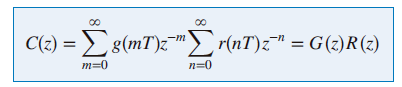 C(z) = ∑_{m=0}^{∞} g(mT)z^{-m} ∑_{n=0}^{∞} r(nT)z^{-n} = G(z)R(z)